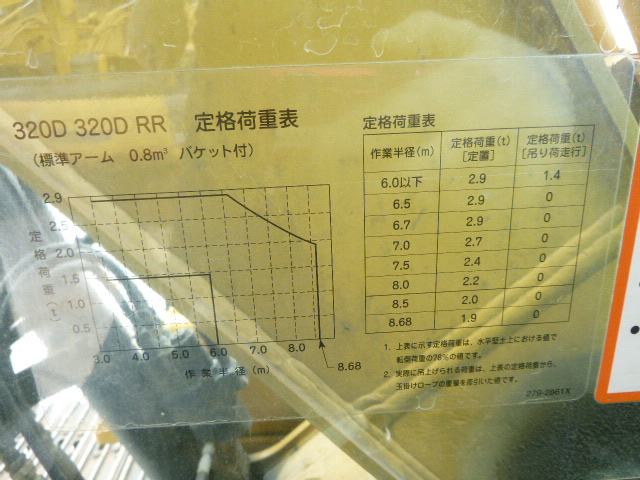 320D 320D RR 定格荷重表
(標準アーム 0.8m³ バケット付)
2.9
2.5
2.0
1.5
1.0
0.5
定格荷重(t)
3.0 4.0 5.0 6.0 7.0 8.0
8.68
作業半径(m)
定格荷重表
作業半径(m) 定格荷重(t)[定置] 定格荷重(t)[吊り荷走行]
6.0以下 2.9 1.4
6.5 2.9 0
6.7 2.9 0
7.0 2.7 0
7.5 2.4 0
8.0 2.2 0
8.5 2.0 0
8.68 1.9 0
1. 上表に示す定格荷重は、水平堅土上における値で
転倒荷重の78%の値です。
2. 実際に吊上げられる荷重は、上表の定格荷重から、
玉掛けロープの重量を差引いた値です。
279-2861X